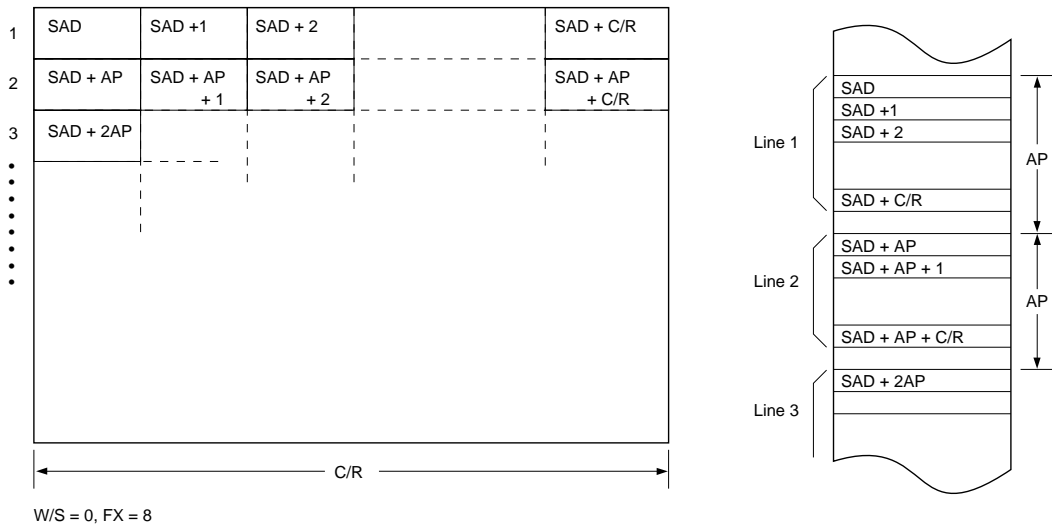 1 SAD SAD +1 SAD + 2 SAD + C/R
2 SAD + AP SAD + AP + 1 SAD + AP + 2 SAD + AP + C/R
3 SAD + 2AP
C/R
W/S = 0, FX = 8
Line 1
SAD
SAD +1
SAD + 2
SAD + C/R
AP
Line 2
SAD + AP
SAD + AP + 1
SAD + AP + C/R
AP
Line 3
SAD + 2AP